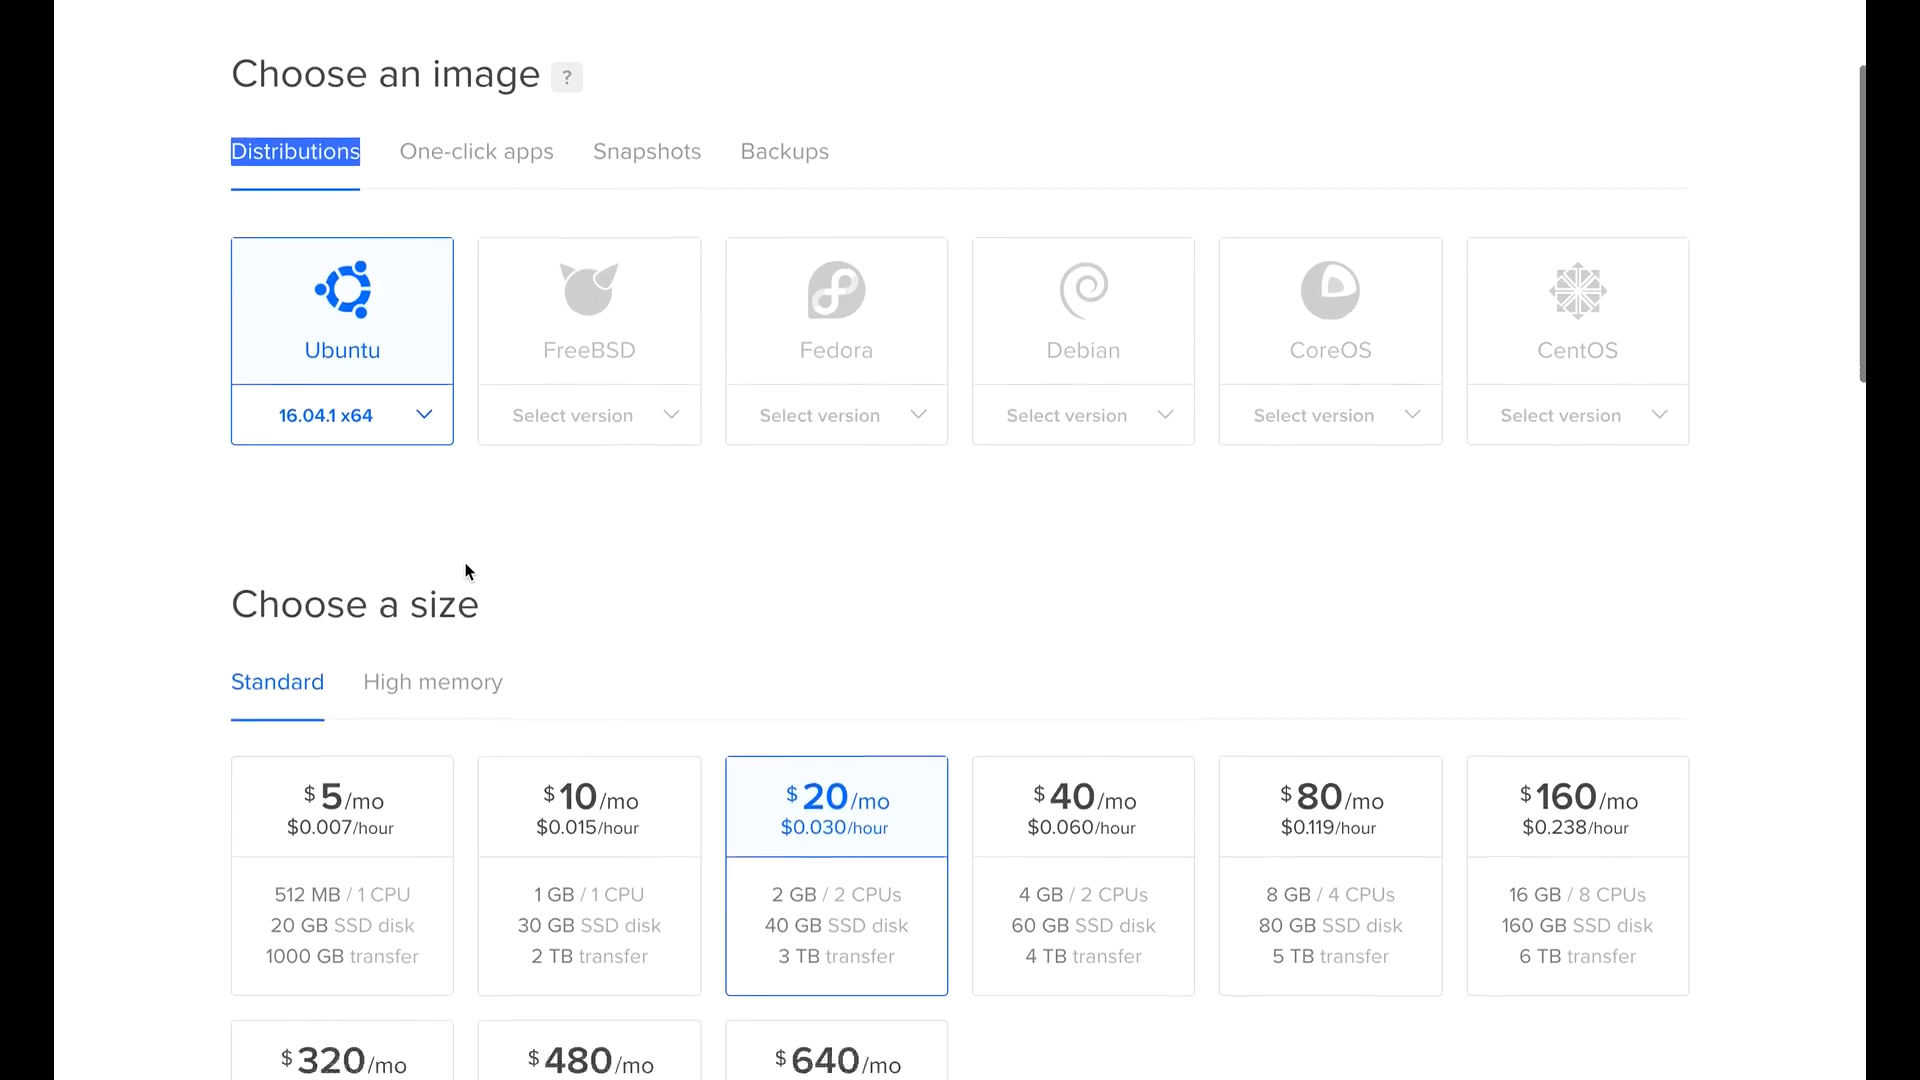 Choose an image ?
Distributions One-click apps Snapshots Backups
Ubuntu FreeBSD Fedora Debian CoreOS CentOS
16.04.1 x64 Select version Select version Select version Select version Select version
Choose a size
Standard High memory
$5/mo $10/mo $20/mo $40/mo $80/mo $160/mo
$0.007/hour $0.015/hour $0.030/hour $0.060/hour $0.119/hour $0.238/hour
512 MB / 1 CPU 1 GB / 1 CPU 2 GB / 2 CPUs 4 GB / 2 CPUs 8 GB / 4 CPUs 16 GB / 8 CPUs
20 GB SSD disk 30 GB SSD disk 40 GB SSD disk 60 GB SSD disk 80 GB SSD disk 160 GB SSD disk
1000 GB transfer 2 TB transfer 3 TB transfer 4 TB transfer 5 TB transfer 6 TB transfer
$320/mo $480/mo $640/mo